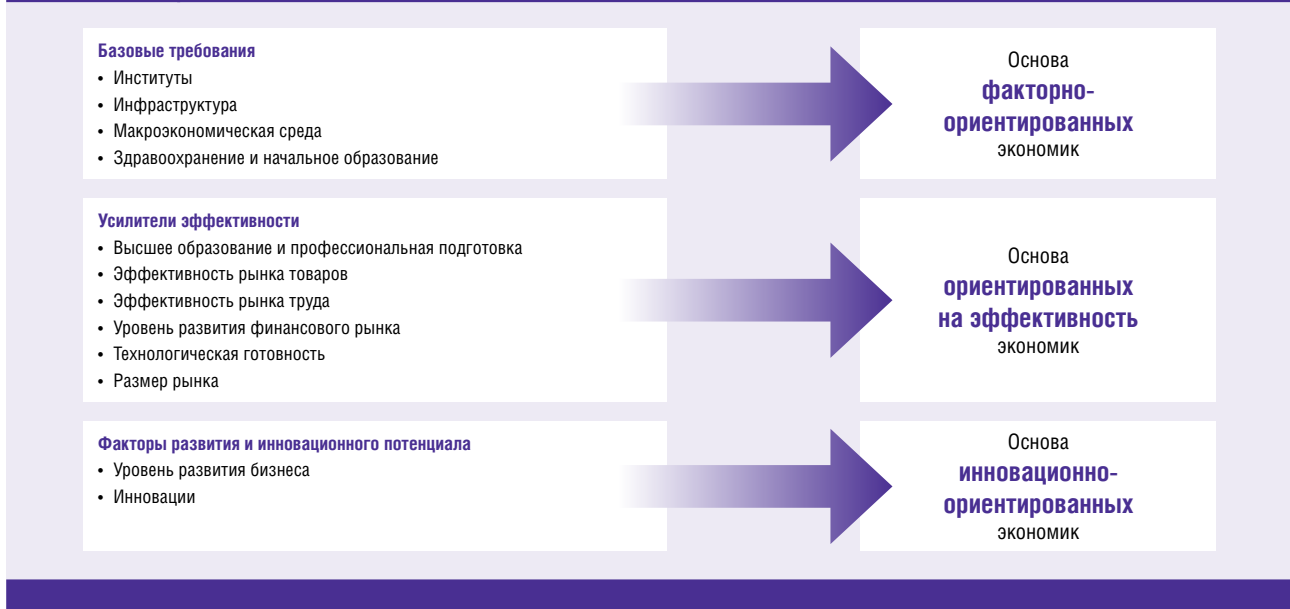 Базовые требования
• Институты
• Инфраструктура
• Макроэкономическая среда
• Здравоохранение и начальное образование
Основа
факторно-
ориентированных
экономик
Усилители эффективности
• Высшее образование и профессиональная подготовка
• Эффективность рынка товаров
• Эффективность рынка труда
• Уровень развития финансового рынка
• Технологическая готовность
• Размер рынка
Основа
ориентированных
на эффективность
экономик
Факторы развития и инновационного потенциала
• Уровень развития бизнеса
• Инновации
Основа
инновационно-
ориентированных
экономик